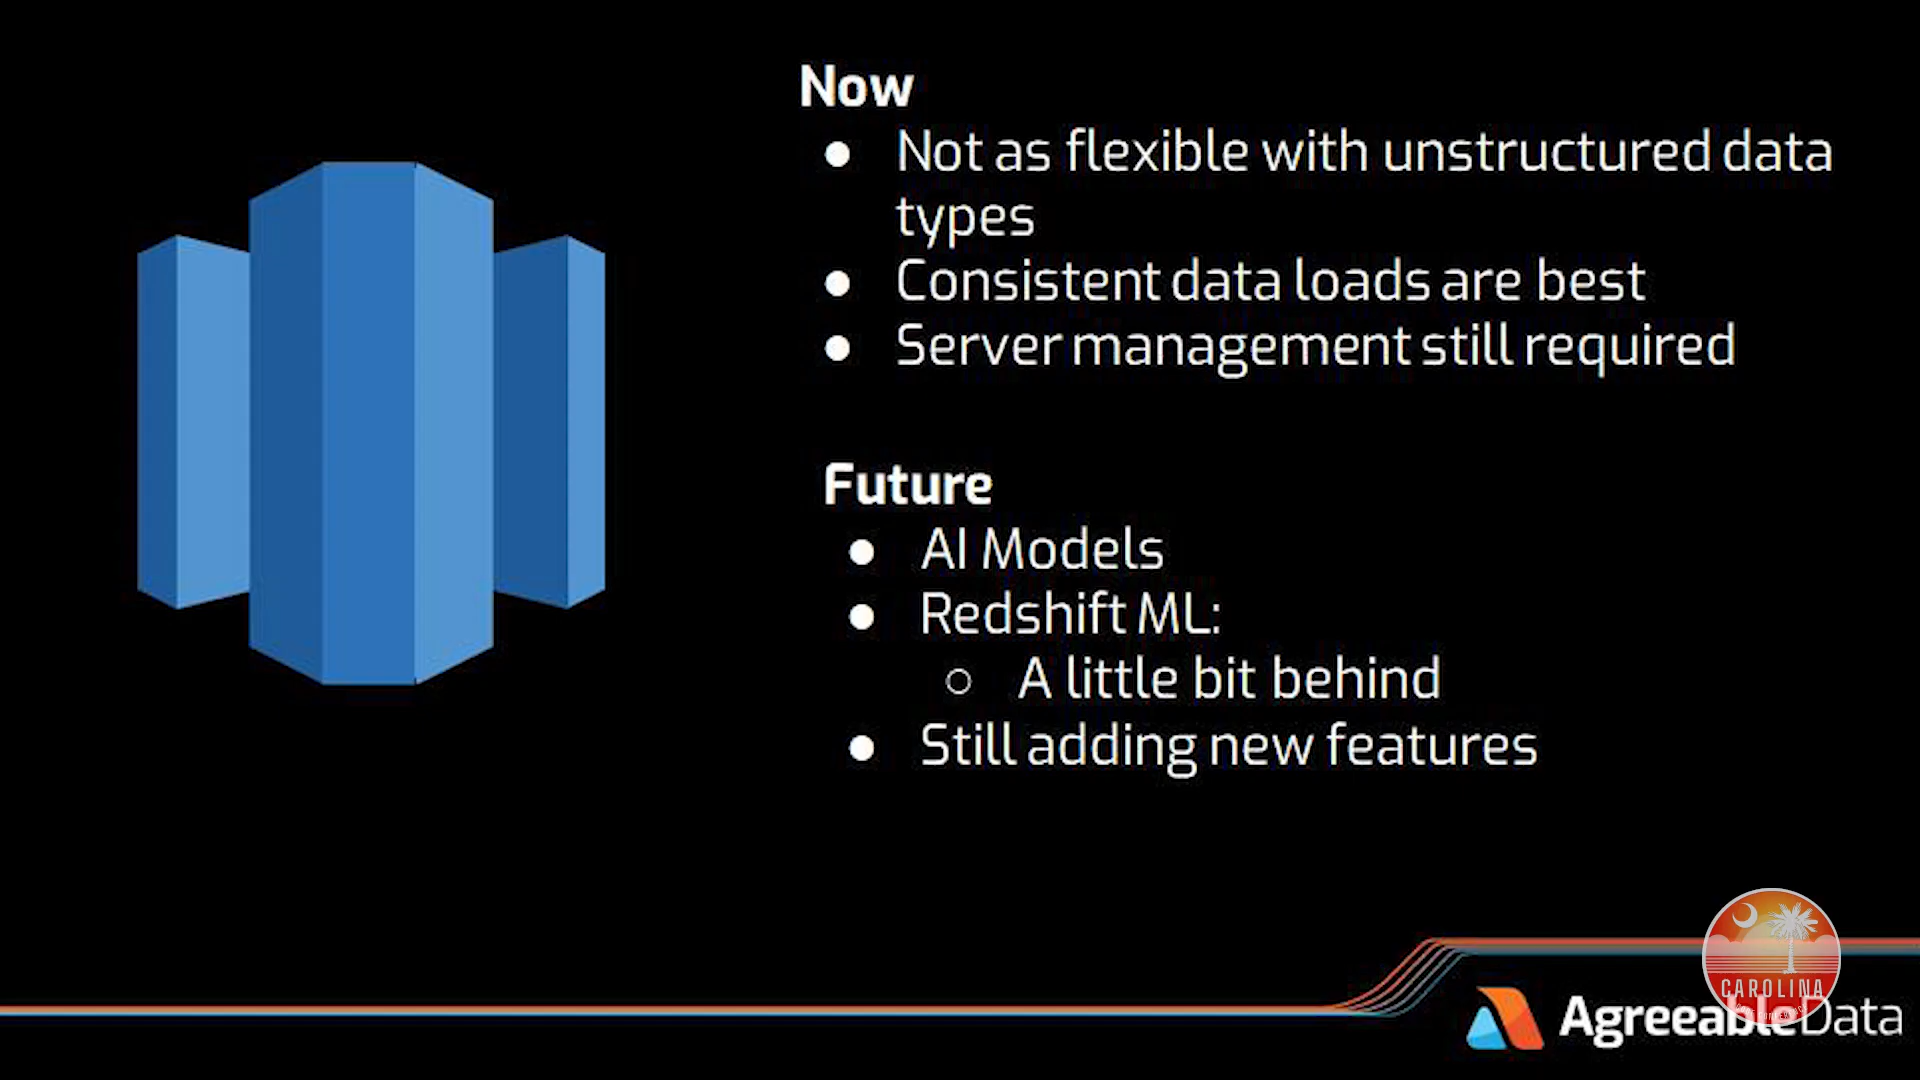 Now
● Not as flexible with unstructured data
types
● Consistent data loads are best
● Server management still required
Future
● AI Models
● Redshift ML:
○ A little bit behind
● Still adding new features
CAROLINA
AgreeableData